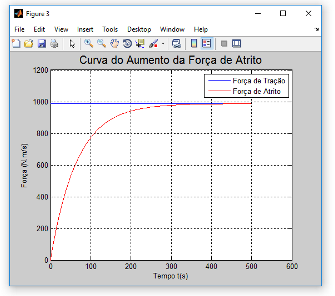 Figure 3
File Edit View Insert Tools Desktop Window Help
Curva do Aumento da Força de Atrito
1200
1000
800
600
400
200
0
Força (N.m/s)
Força de Tração
Força de Atrito
0 100 200 300 400 500 600
Tempo t(s)